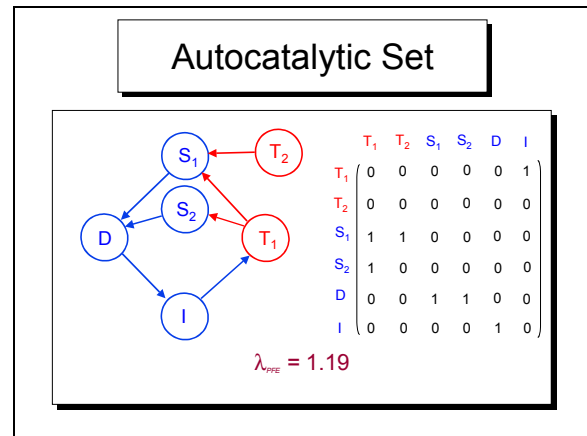 Autocatalytic Set
S₁
T₂
S₂
D
T₁
I
T₁ T₂ S₁ S₂ D I
T₁ 0 0 0 0 0 1
T₂ 0 0 0 0 0 0
S₁ 1 1 0 0 0 0
S₂ 1 0 0 0 0 0
D 0 0 1 1 0 0
I 0 0 0 0 1 0
λPFE = 1.19